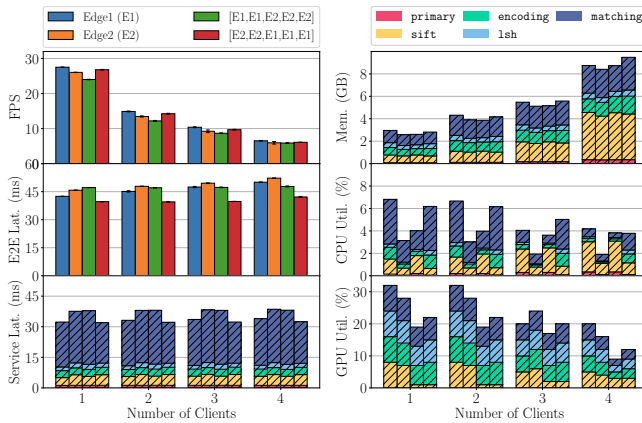 Edge1 (E1)
[E1,E1,E2,E2,E2]
Edge2 (E2)
[E2,E2,E1,E1,E1]
primary
encoding
matching
sift
lsh
30
20
10
60
FPS
45
30
15
0
E2E Lat. (ms)
45
30
15
0
Service Lat. (ms)
1
2
3
4
Number of Clients
8
6
4
2
0
Mem. (GB)
9
6
3
0
CPU Util. (%)
30
20
10
0
GPU Util. (%)
1
2
3
4
Number of Clients